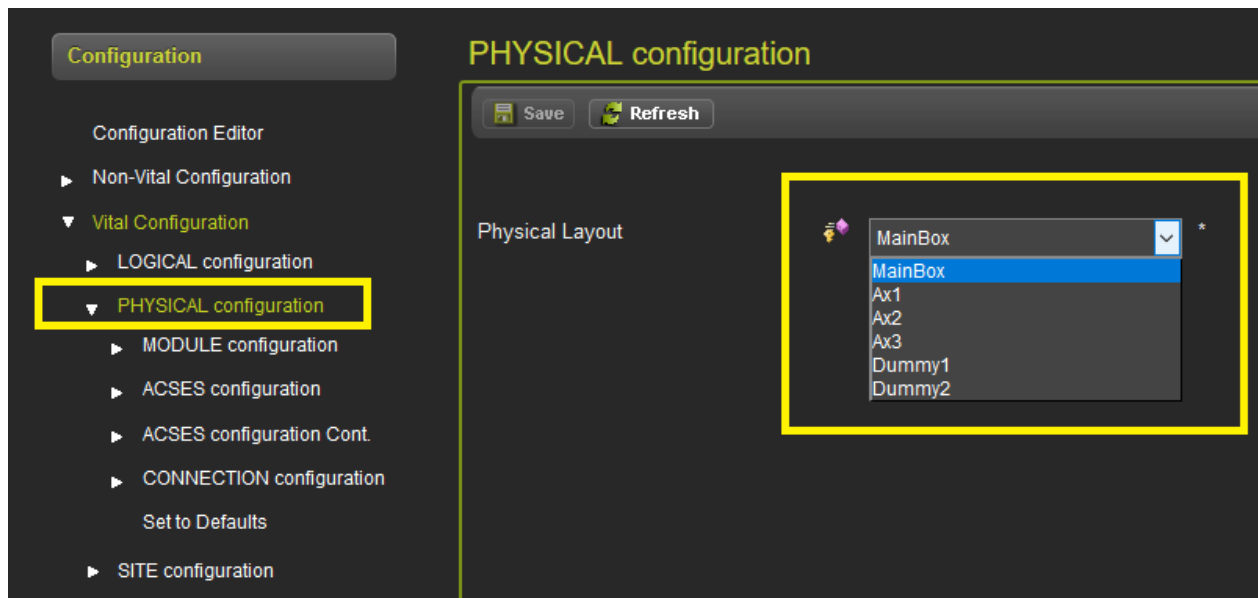 Configuration
Configuration Editor
Non-Vital Configuration
Vital Configuration
LOGICAL configuration
PHYSICAL configuration
MODULE configuration
ACSES configuration
ACSES configuration Cont.
CONNECTION configuration
Set to Defaults
SITE configuration
PHYSICAL configuration
Save Refresh
Physical Layout MainBox *
MainBox
Ax1
Ax2
Ax3
Dummy1
Dummy2